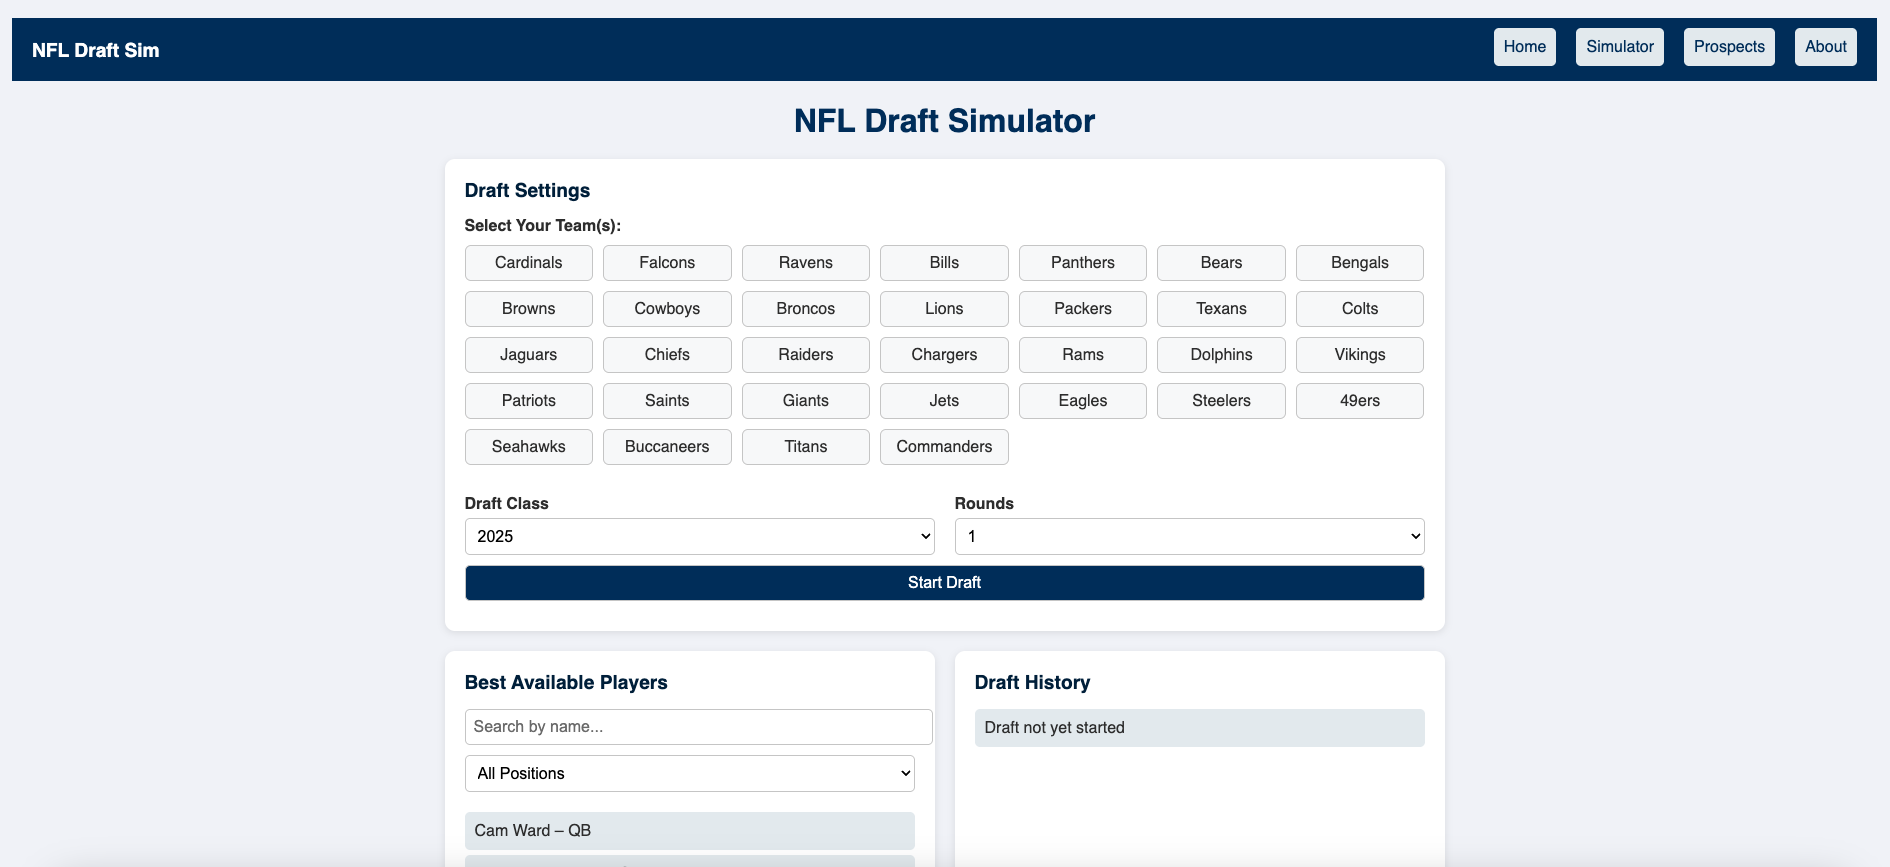 NFL Draft Sim
Home Simulator Prospects About
NFL Draft Simulator
Draft Settings
Select Your Team(s):
Cardinals Falcons Ravens Bills Panthers Bears Bengals
Browns Cowboys Broncos Lions Packers Texans Colts
Jaguars Chiefs Raiders Chargers Rams Dolphins Vikings
Patriots Saints Giants Jets Eagles Steelers 49ers
Seahawks Buccaneers Titans Commanders
Draft Class Rounds
2025 1
Start Draft
Best Available Players
Search by name...
All Positions
Cam Ward – QB
Draft History
Draft not yet started